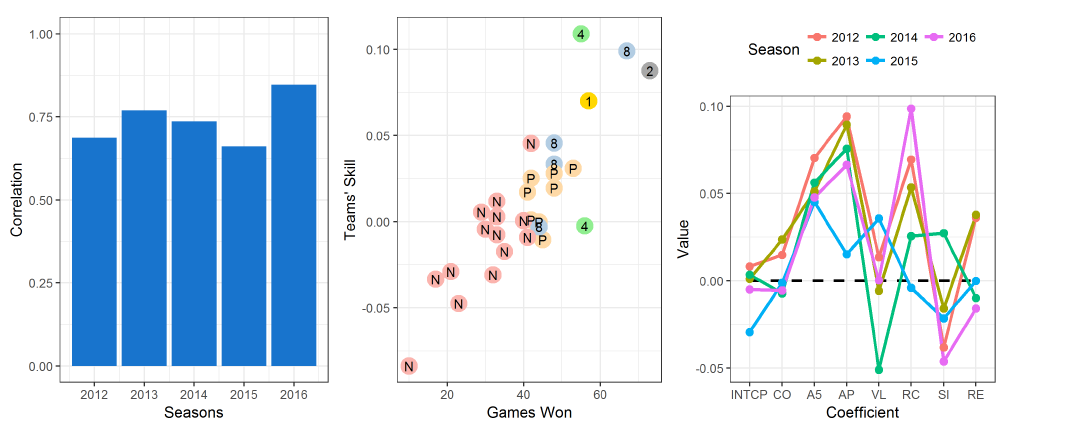 1.00
0.75
0.50
0.25
0.00
Correlation
2012 2013 2014 2015 2016
Seasons
0.10
0.05
0.00
-0.05
Teams' Skill
4
8
2
1
N 8
8
P P
P
P P
N
N
N
N P P
8 4
N
N
N P
N
N
N
N
N
N
20 40 60
Games Won
Season
2012 2014 2016
2013 2015
0.10
0.05
0.00
-0.05
Value
INTCP CO A5 AP VL RC SI RE
Coefficient